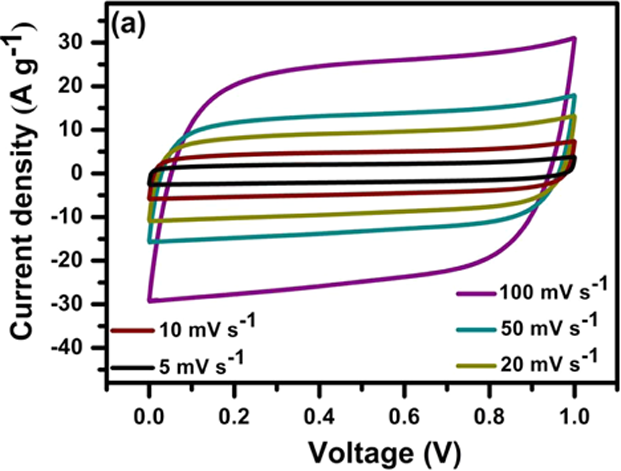 (a)
Current density (A g⁻¹)
30
20
10
0
-10
-20
-30
-40
100 mV s⁻¹
10 mV s⁻¹
50 mV s⁻¹
5 mV s⁻¹
20 mV s⁻¹
0.0 0.2 0.4 0.6 0.8 1.0
Voltage (V)